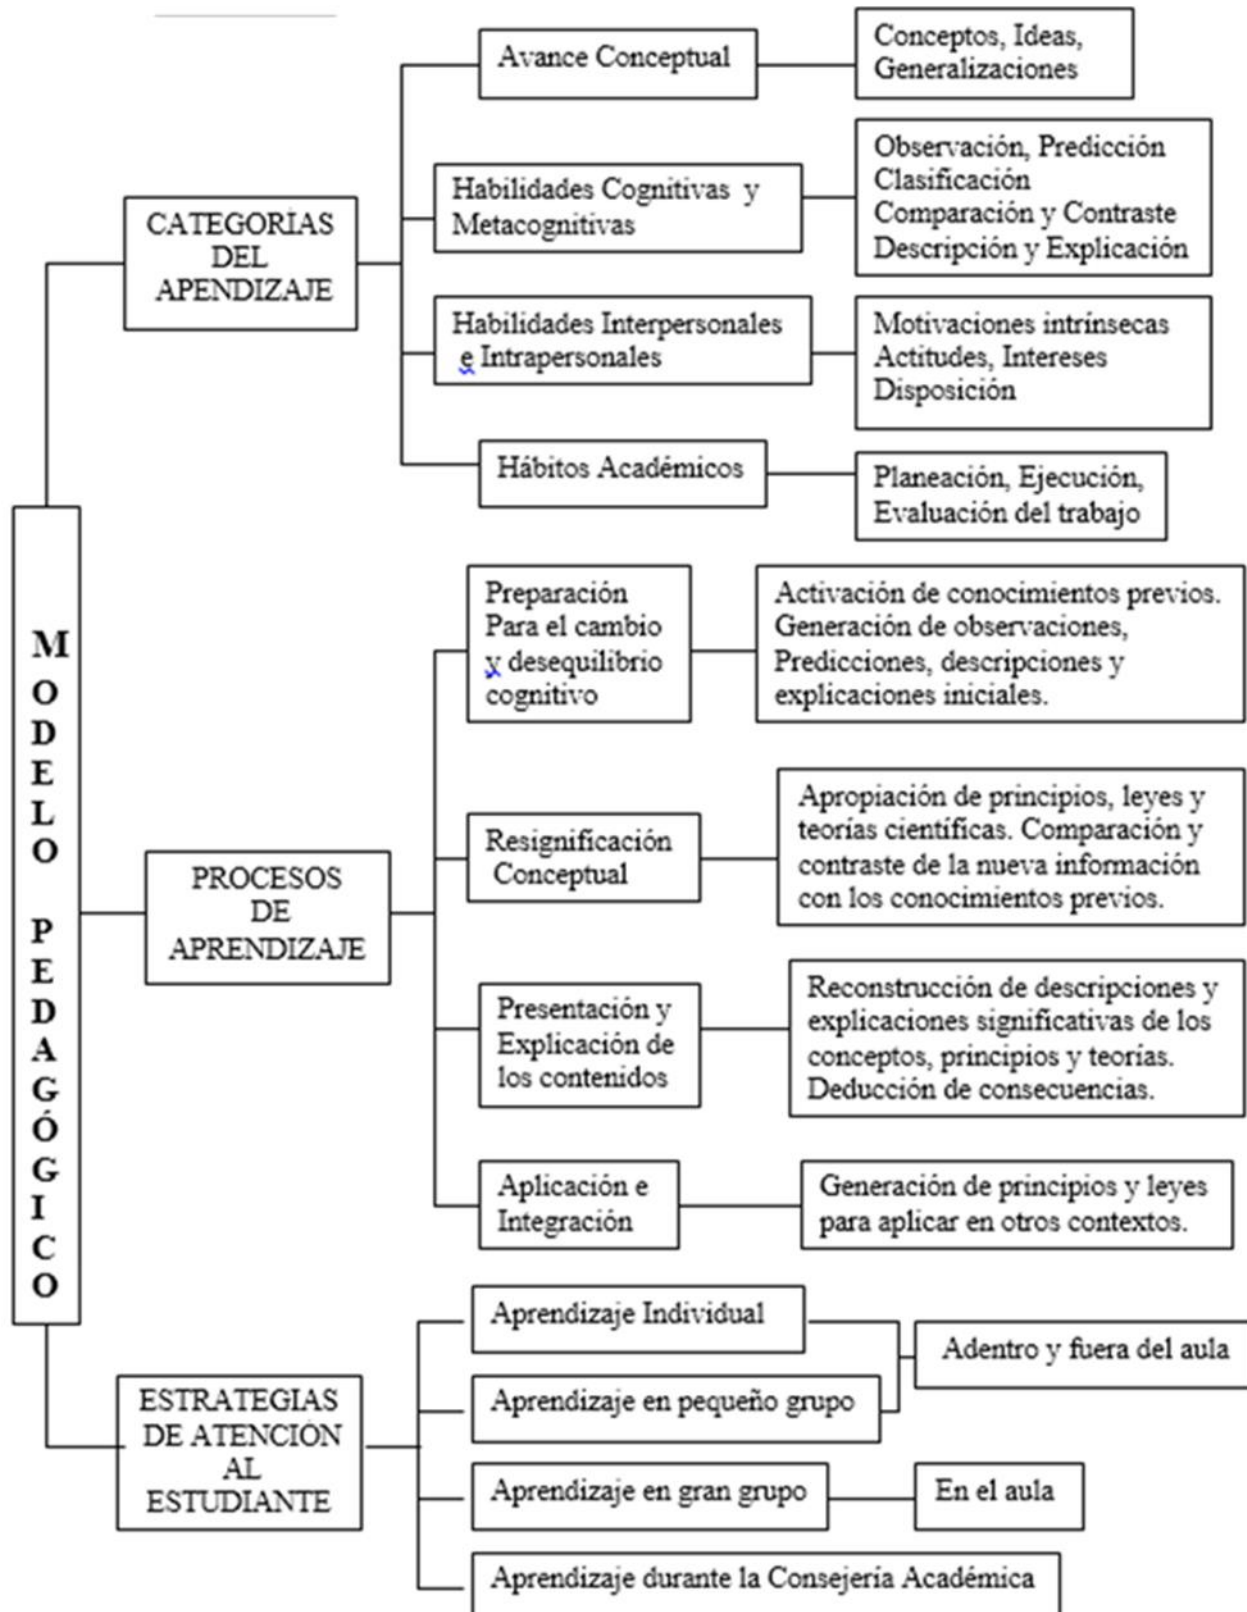 MODELO PEDAGÓGICO
CATEGORÍAS
DEL
APENDIZAJE
Avance Conceptual
Conceptos, Ideas,
Generalizaciones
Habilidades Cognitivas y
Metacognitivas
Observación, Predicción
Clasificación
Comparación y Contraste
Descripción y Explicación
Habilidades Interpersonales
e Intrapersonales
Motivaciones intrínsecas
Actitudes, Intereses
Disposición
Hábitos Académicos
Planeación, Ejecución,
Evaluación del trabajo
PROCESOS
DE
APRENDIZAJE
Preparación
Para el cambio
y desequilibrio
cognitivo
Activación de conocimientos previos.
Generación de observaciones,
Predicciones, descripciones y
explicaciones iniciales.
Resignificación
Conceptual
Apropiación de principios, leyes y
teorías científicas. Comparación y
contraste de la nueva información
con los conocimientos previos.
Presentación y
Explicación de
los contenidos
Reconstrucción de descripciones y
explicaciones significativas de los
conceptos, principios y teorías.
Deducción de consecuencias.
Aplicación e
Integración
Generación de principios y leyes
para aplicar en otros contextos.
ESTRATEGIAS
DE ATENCIÓN
AL
ESTUDIANTE
Aprendizaje Individual
Aprendizaje en pequeño grupo
Adentro y fuera del aula
Aprendizaje en gran grupo
En el aula
Aprendizaje durante la Consejería Académica